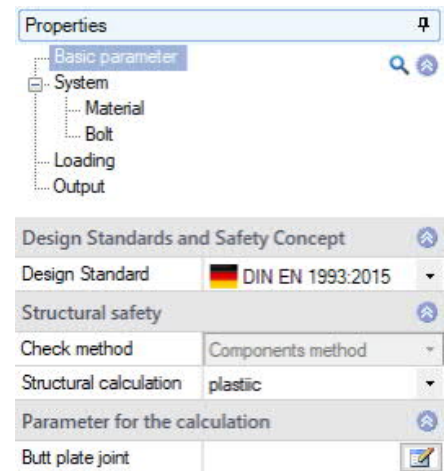 Properties
Basic parameter
System
Material
Bolt
Loading
Output
Design Standards and Safety Concept
Design Standard DIN EN 1993:2015
Structural safety
Check method Components method
Structural calculation plastiic
Parameter for the calculation
Butt plate joint